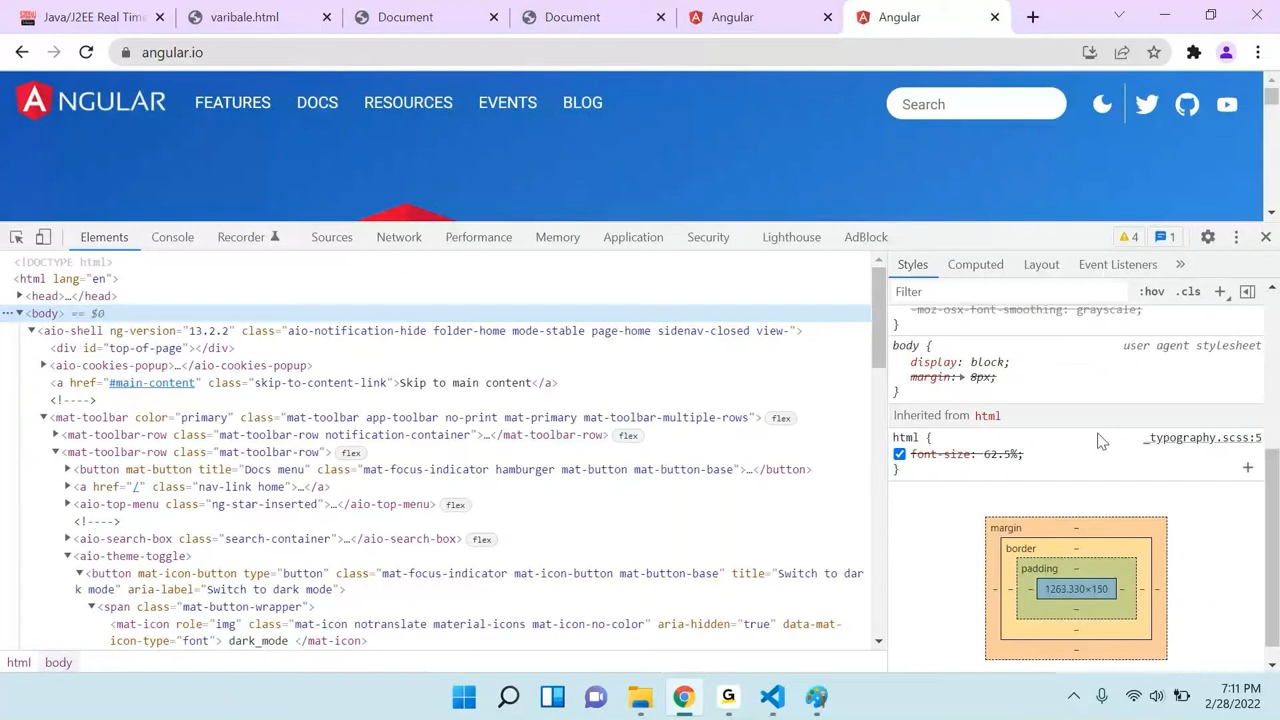 Java/J2EE Real Time
varibale.html
Document
Document
Angular
Angular
angular.io
A NGULAR
FEATURES
DOCS
RESOURCES
EVENTS
BLOG
Search
Elements
Console
Recorder
Sources
Network
Performance
Memory
Application
Security
Lighthouse
AdBlock
4
1
<!DOCTYPE html>
<html lang="en">
<head>…</head>
<body> == $0
<aio-shell ng-version="13.2.2" class="aio-notification-hide folder-home mode-stable page-home sidenav-closed view-">
<div id="top-of-page"></div>
<aio-cookies-popup>…</aio-cookies-popup>
<a href="#main-content" class="skip-to-content-link">Skip to main content</a>
<!---->
<mat-toolbar color="primary" class="mat-toolbar app-toolbar no-print mat-primary mat-toolbar-multiple-rows"> flex
<mat-toolbar-row class="mat-toolbar-row notification-container">…</mat-toolbar-row> flex
<mat-toolbar-row class="mat-toolbar-row"> flex
<button mat-button title="Docs menu" class="mat-focus-indicator hamburger mat-button mat-button-base">…</button>
<a href="/" class="nav-link home">…</a>
<aio-top-menu class="ng-star-inserted">…</aio-top-menu> flex
<!---->
<aio-search-box class="search-container">…</aio-search-box> flex
<aio-theme-toggle>
<button mat-icon-button type="button" class="mat-focus-indicator mat-icon-button mat-button-base" title="Switch to dar
k mode" aria-label="Switch to dark mode">
<span class="mat-button-wrapper">
<mat-icon role="img" class="mat-icon notranslate material-icons mat-icon-no-color" aria-hidden="true" data-mat-
icon-type="font"> dark_mode </mat-icon>
html body
Styles
Computed
Layout
Event Listeners
Filter
:hov .cls
-moz-osx-font-smoothing: grayscale;
}
body { user agent stylesheet
display: block;
margin: 8px;
}
Inherited from html
html { _typography.scss:5
font-size: 62.5%;
}
margin
border
padding
1263.330×150
G
7:11 PM
2/28/2022